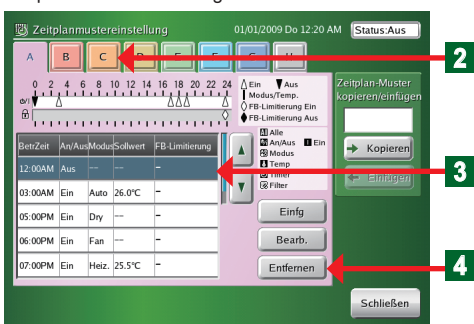 Zeitplanmustereinstellung 01/01/2009 Do 12:20 AM Status:Aus
A B C D E F G H
2
0 2 4 6 8 10 12 14 16 18 20 22 24
Ein Aus
Modus/Temp.
FB-Limitierung Ein
FB-Limitierung Aus
Alle
An/Aus Ein
Modus
Temp
Timer
Filter
Zeitplan-Muster
kopieren/einfügen
Kopieren
Einfügen
BetrZeit An/Aus Modus Sollwert FB-Limitierung
12:00AM Aus -- -- -
03:00AM Ein Auto 26.0°C -
05:00PM Ein Dry -- -
06:00PM Ein Fan -- -
07:00PM Ein Heiz. 25.5°C -
3
Einfg
Bearb.
Entfernen
4
Schließen